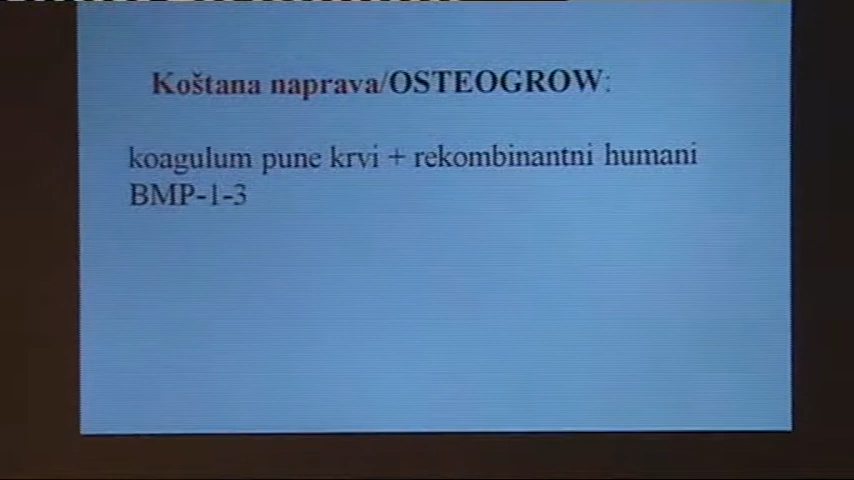 Koštana naprava/OSTEOGROW:
koagulum pune krvi + rekombinantni humani
BMP-1-3